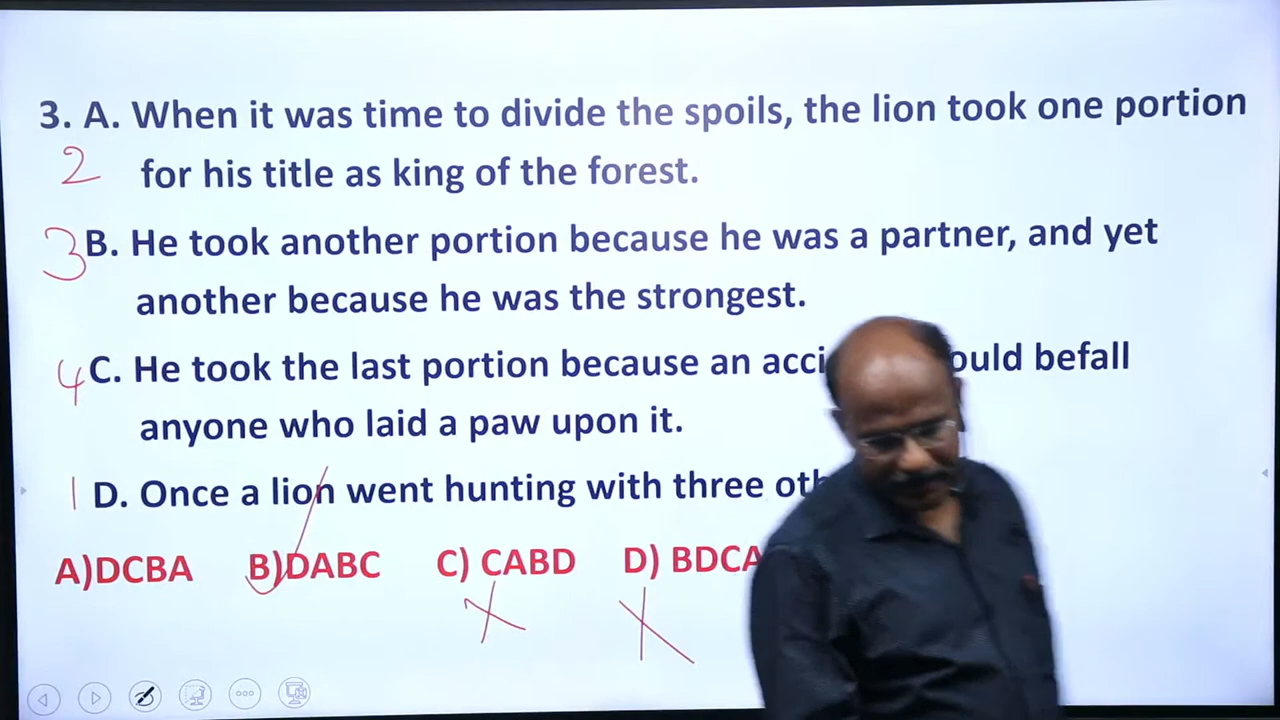 3. A. When it was time to divide the spoils, the lion took one portion
2 for his title as king of the forest.
3 B. He took another portion because he was a partner, and yet
another because he was the strongest.
4 C. He took the last portion because an ould befall
anyone who laid a paw upon it.
1 D. Once a lion went hunting with three
A)DCBA B)DABC C) CABD D) BDCA